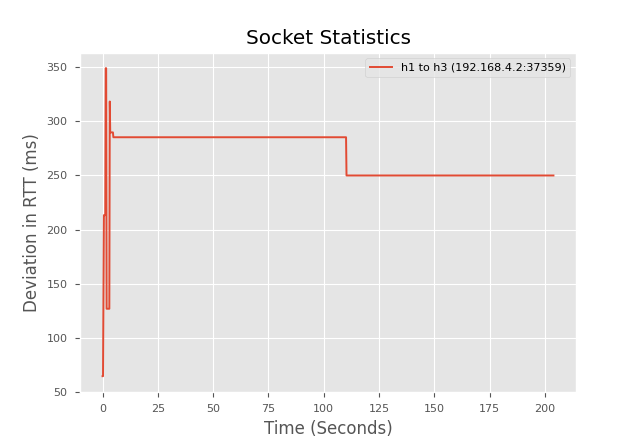 Socket Statistics
h1 to h3 (192.168.4.2:37359)
Deviation in RTT (ms)
350
300
250
200
150
100
50
0 25 50 75 100 125 150 175 200
Time (Seconds)